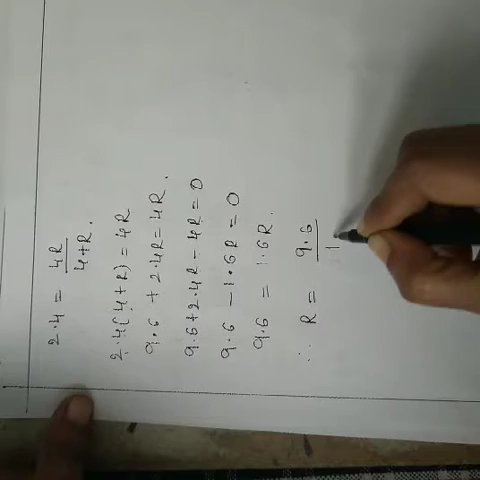 2.4 = 4R / 4+R.
2.4(4+R) = 4R
9.6 + 2.4R = 4R.
9.6+2.4R - 4R = 0
9.6 - 1.6R = 0
9.6 = 1.6R.
∴ R = 9.6 / 1